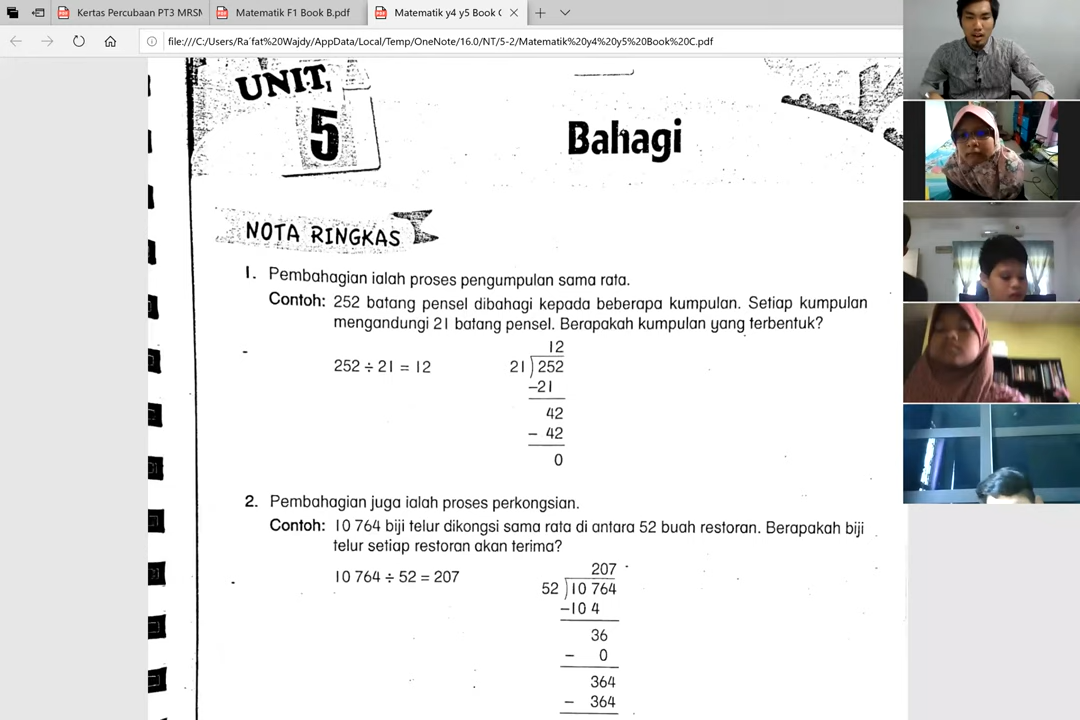 Kertas Percubaan PT3 MRSM
Matematik F1 Book B.pdf
Matematik y4 y5 Book C
file:///C:/Users/Ra'fat%20Wajdy/AppData/Local/Temp/OneNote/16.0/NT/5-2/Matematik%20y4%20y5%20Book%20C.pdf
UNIT
5
Bahagi
NOTA RINGKAS
1. Pembahagian ialah proses pengumpulan sama rata.
Contoh: 252 batang pensel dibahagi kepada beberapa kumpulan. Setiap kumpulan
mengandungi 21 batang pensel. Berapakah kumpulan yang terbentuk?
252 ÷ 21 = 12
12
21 ) 252
−21
42
− 42
0
2. Pembahagian juga ialah proses perkongsian.
Contoh: 10 764 biji telur dikongsi sama rata di antara 52 buah restoran. Berapakah biji
telur setiap restoran akan terima?
10 764 ÷ 52 = 207
207
52 ) 10 764
−10 4
36
− 0
364
− 364